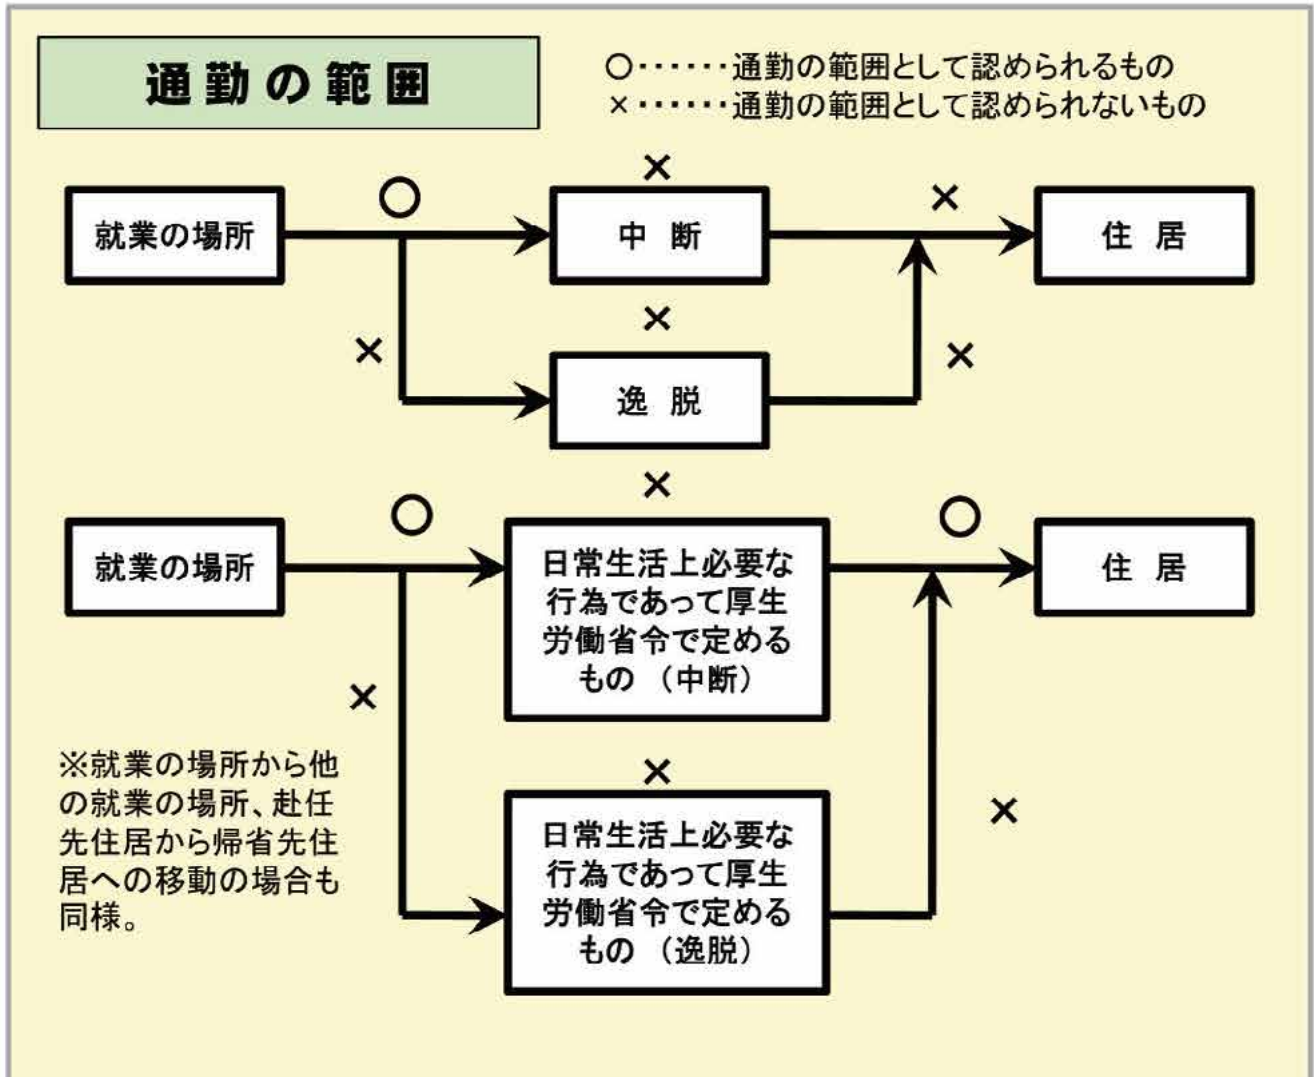 通勤の範囲
○‥‥‥通勤の範囲として認められるもの
×‥‥‥通勤の範囲として認められないもの
×
○
×
就業の場所
中 断
住 居
×
×
×
逸 脱
×
○
○
就業の場所
日常生活上必要な
行為であって厚生
労働省令で定める
もの （中断）
住 居
×
※就業の場所から他
の就業の場所、赴任
先住居から帰省先住
居への移動の場合も
同様。
×
×
日常生活上必要な
行為であって厚生
労働省令で定める
もの （逸脱）